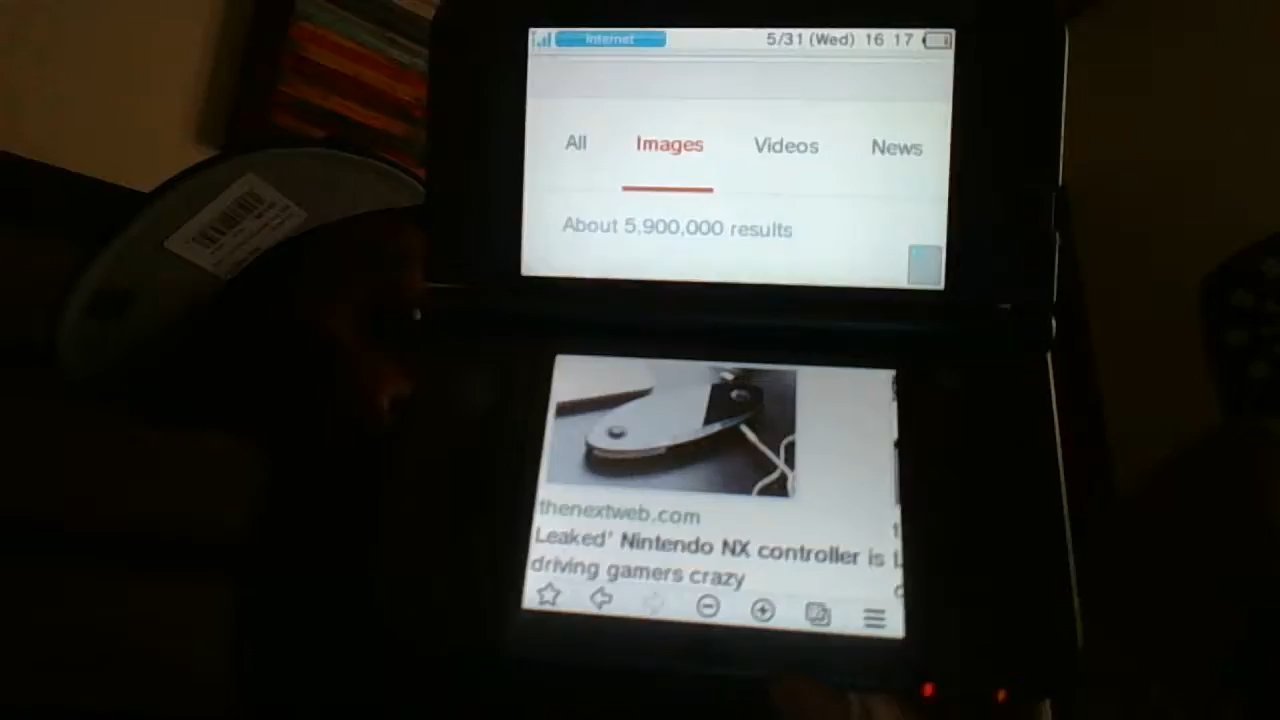 Internet
5/31 (Wed) 16 17
All Images Videos News
About 5,900,000 results
thenextweb.com
Leaked' Nintendo NX controller is
driving gamers crazy